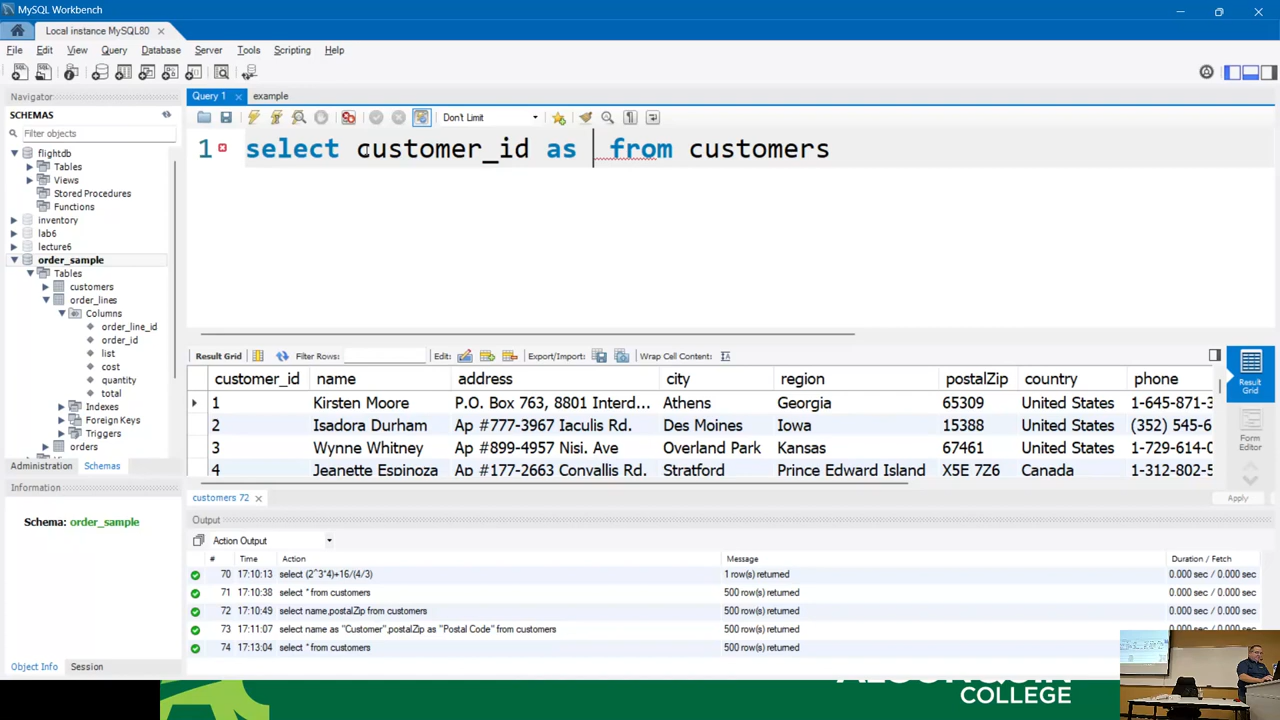 MySQL Workbench
Local instance MySQL80
File Edit View Query Database Server Tools Scripting Help
Navigator
SCHEMAS
Filter objects
flightdb
Tables
Views
Stored Procedures
Functions
inventory
lab6
lecture6
order_sample
Tables
customers
order_lines
Columns
order_line_id
order_id
list
cost
quantity
total
Indexes
Foreign Keys
Triggers
orders
Administration Schemas
Information
Schema: order_sample
Object Info Session
Query 1 example
Don't Limit
1 select customer_id as from customers
Result Grid Filter Rows: Edit: Export/Import: Wrap Cell Content:
customer_id name address city region postalZip country phone
1 Kirsten Moore P.O. Box 763, 8801 Interd... Athens Georgia 65309 United States 1-645-871-3
2 Isadora Durham Ap #777-3967 Iaculis Rd. Des Moines Iowa 15388 United States (352) 545-6
3 Wynne Whitney Ap #899-4957 Nisi. Ave Overland Park Kansas 67461 United States 1-729-614-0
4 Jeanette Espinoza Ap #177-2663 Convallis Rd. Stratford Prince Edward Island X5E 7Z6 Canada 1-312-802-5
Result Grid
Form Editor
customers 72
Apply
Output
Action Output
# Time Action Message Duration / Fetch
70 17:10:13 select (2^3*4)+16/(4/3) 1 row(s) returned 0.000 sec / 0.000 sec
71 17:10:38 select * from customers 500 row(s) returned 0.000 sec / 0.000 sec
72 17:10:49 select name,postalZip from customers 500 row(s) returned 0.000 sec / 0.000 sec
73 17:11:07 select name as "Customer",postalZip as "Postal Code" from customers 500 row(s) returned 0.000 sec / 0.000 sec
74 17:13:04 select * from customers 500 row(s) returned 0.000 sec / 0.000 sec
COLLEGE